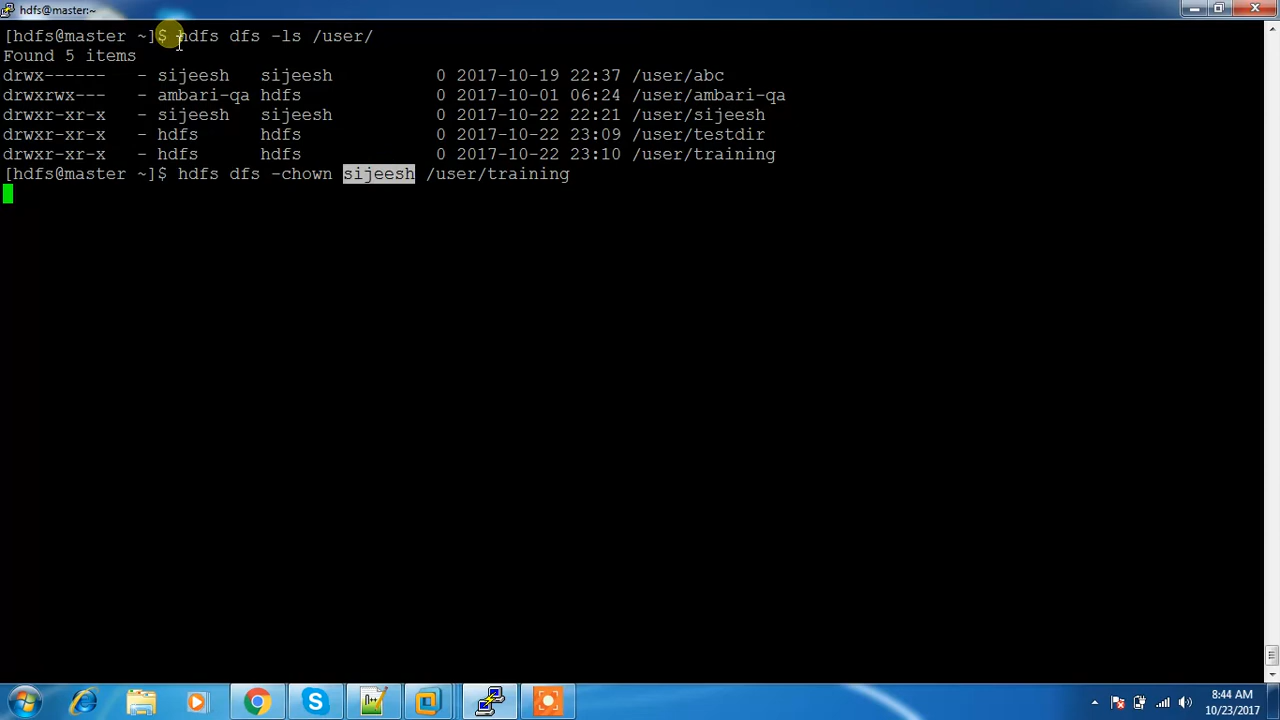 hdfs@master:~
[hdfs@master ~]$ hdfs dfs -ls /user/
Found 5 items
drwx------   - sijeesh   sijeesh          0 2017-10-19 22:37 /user/abc
drwxrwx---   - ambari-qa hdfs             0 2017-10-01 06:24 /user/ambari-qa
drwxr-xr-x   - sijeesh   sijeesh          0 2017-10-22 22:21 /user/sijeesh
drwxr-xr-x   - hdfs      hdfs             0 2017-10-22 23:09 /user/testdir
drwxr-xr-x   - hdfs      hdfs             0 2017-10-22 23:10 /user/training
[hdfs@master ~]$ hdfs dfs -chown sijeesh /user/training
8:44 AM
10/23/2017